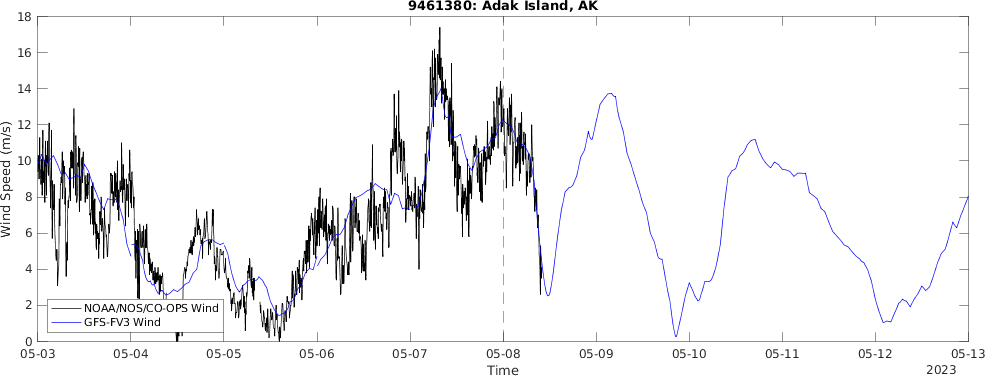 9461380: Adak Island, AK
Wind Speed (m/s)
18
16
14
12
10
8
6
4
2
0
NOAA/NOS/CO-OPS Wind
GFS-FV3 Wind
05-03 05-04 05-05 05-06 05-07 05-08 05-09 05-10 05-11 05-12 05-13
Time
2023